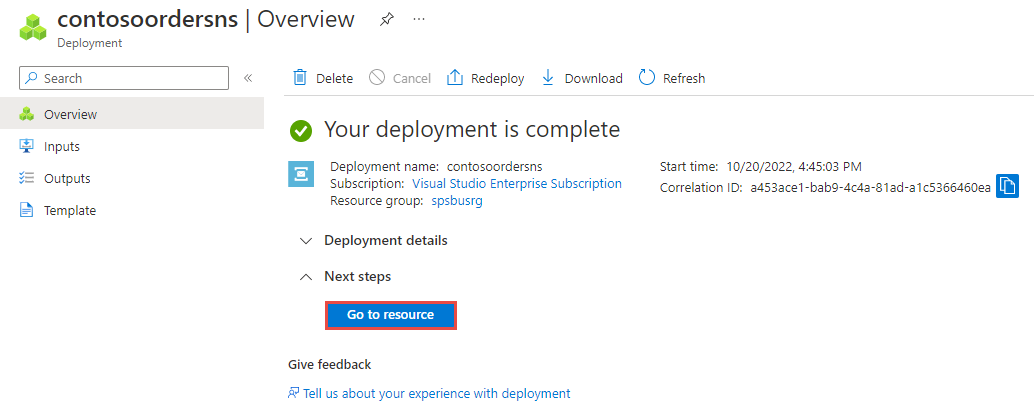 contosoordersns | Overview ...
Deployment
Search «
Overview
Inputs
Outputs
Template
Delete Cancel Redeploy Download Refresh
Your deployment is complete
Deployment name: contosoordersns
Subscription: Visual Studio Enterprise Subscription
Resource group: spsbusrg
Start time: 10/20/2022, 4:45:03 PM
Correlation ID: a453ace1-bab9-4c4a-81ad-a1c5366460ea
Deployment details
Next steps
Go to resource
Give feedback
Tell us about your experience with deployment